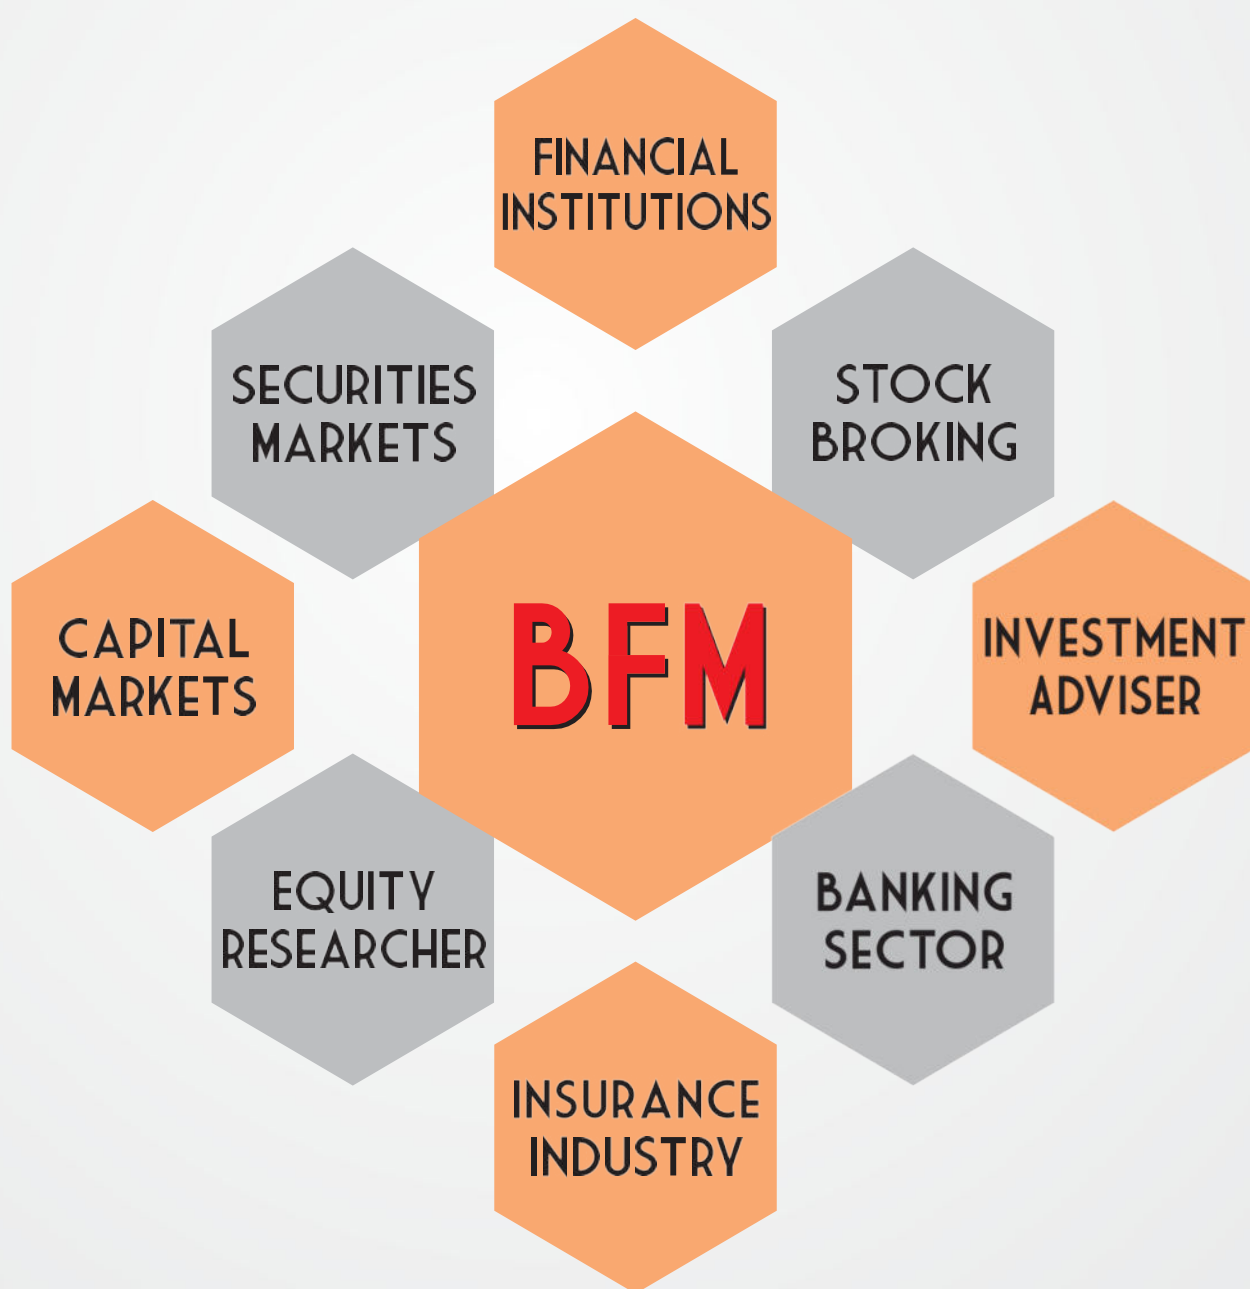 FINANCIAL
INSTITUTIONS
SECURITIES
MARKETS
STOCK
BROKING
CAPITAL
MARKETS
BFM
INVESTMENT
ADVISER
EQUITY
RESEARCHER
BANKING
SECTOR
INSURANCE
INDUSTRY